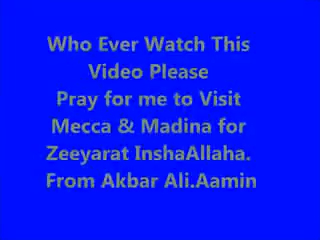 Who Ever Watch This
Video Please
Pray for me to Visit
Mecca & Madina for
Zeeyarat InshaAllaha.
From Akbar Ali.Aamin